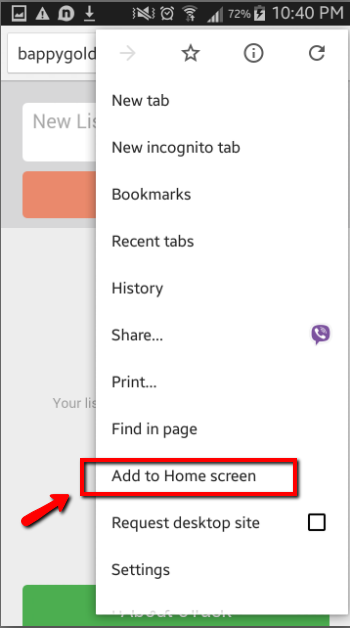 72% 10:40 PM
bappygold
New Lis
New tab
New incognito tab
Bookmarks
Recent tabs
History
Share...
Print...
Your lis
Find in page
Add to Home screen
Request desktop site
Settings